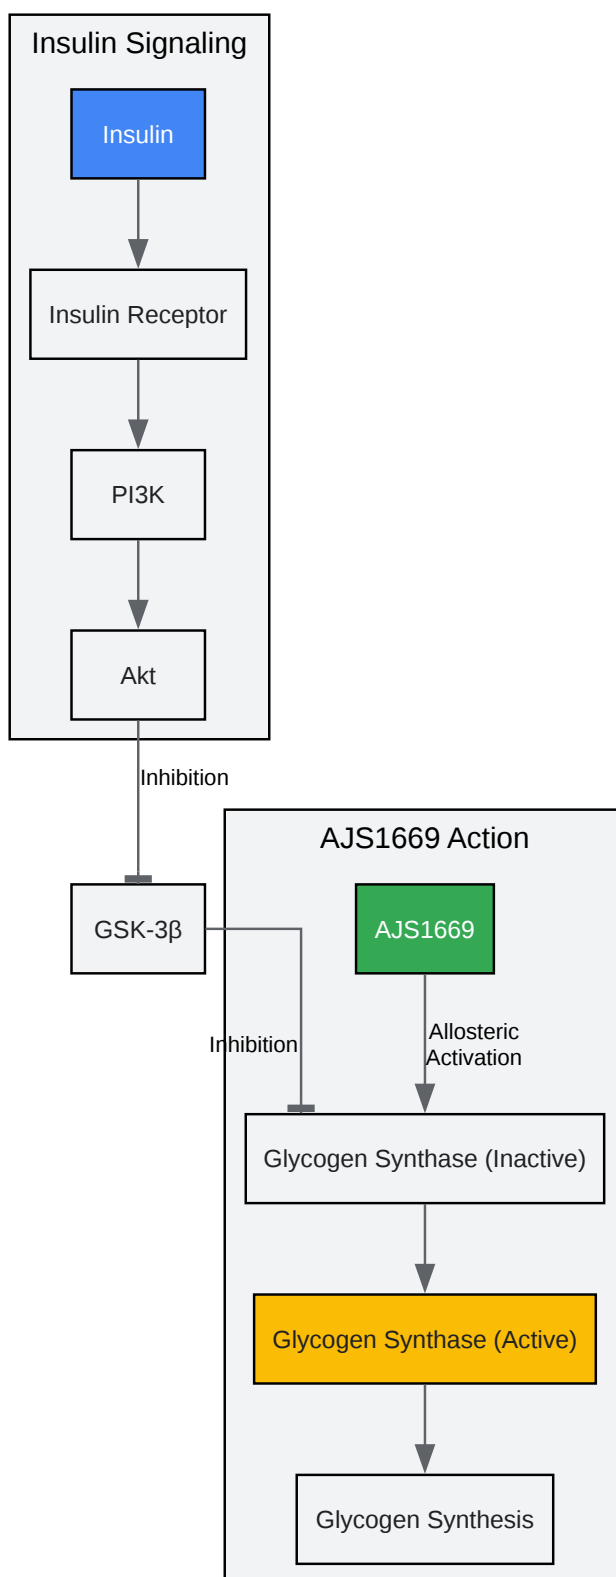 Insulin Signaling
Insulin
Insulin Receptor
PI3K
Akt
Inhibition
AJS1669 Action
GSK-3β
AJS1669
Inhibition
Allosteric
Activation
Glycogen Synthase (Inactive)
Glycogen Synthase (Active)
Glycogen Synthesis